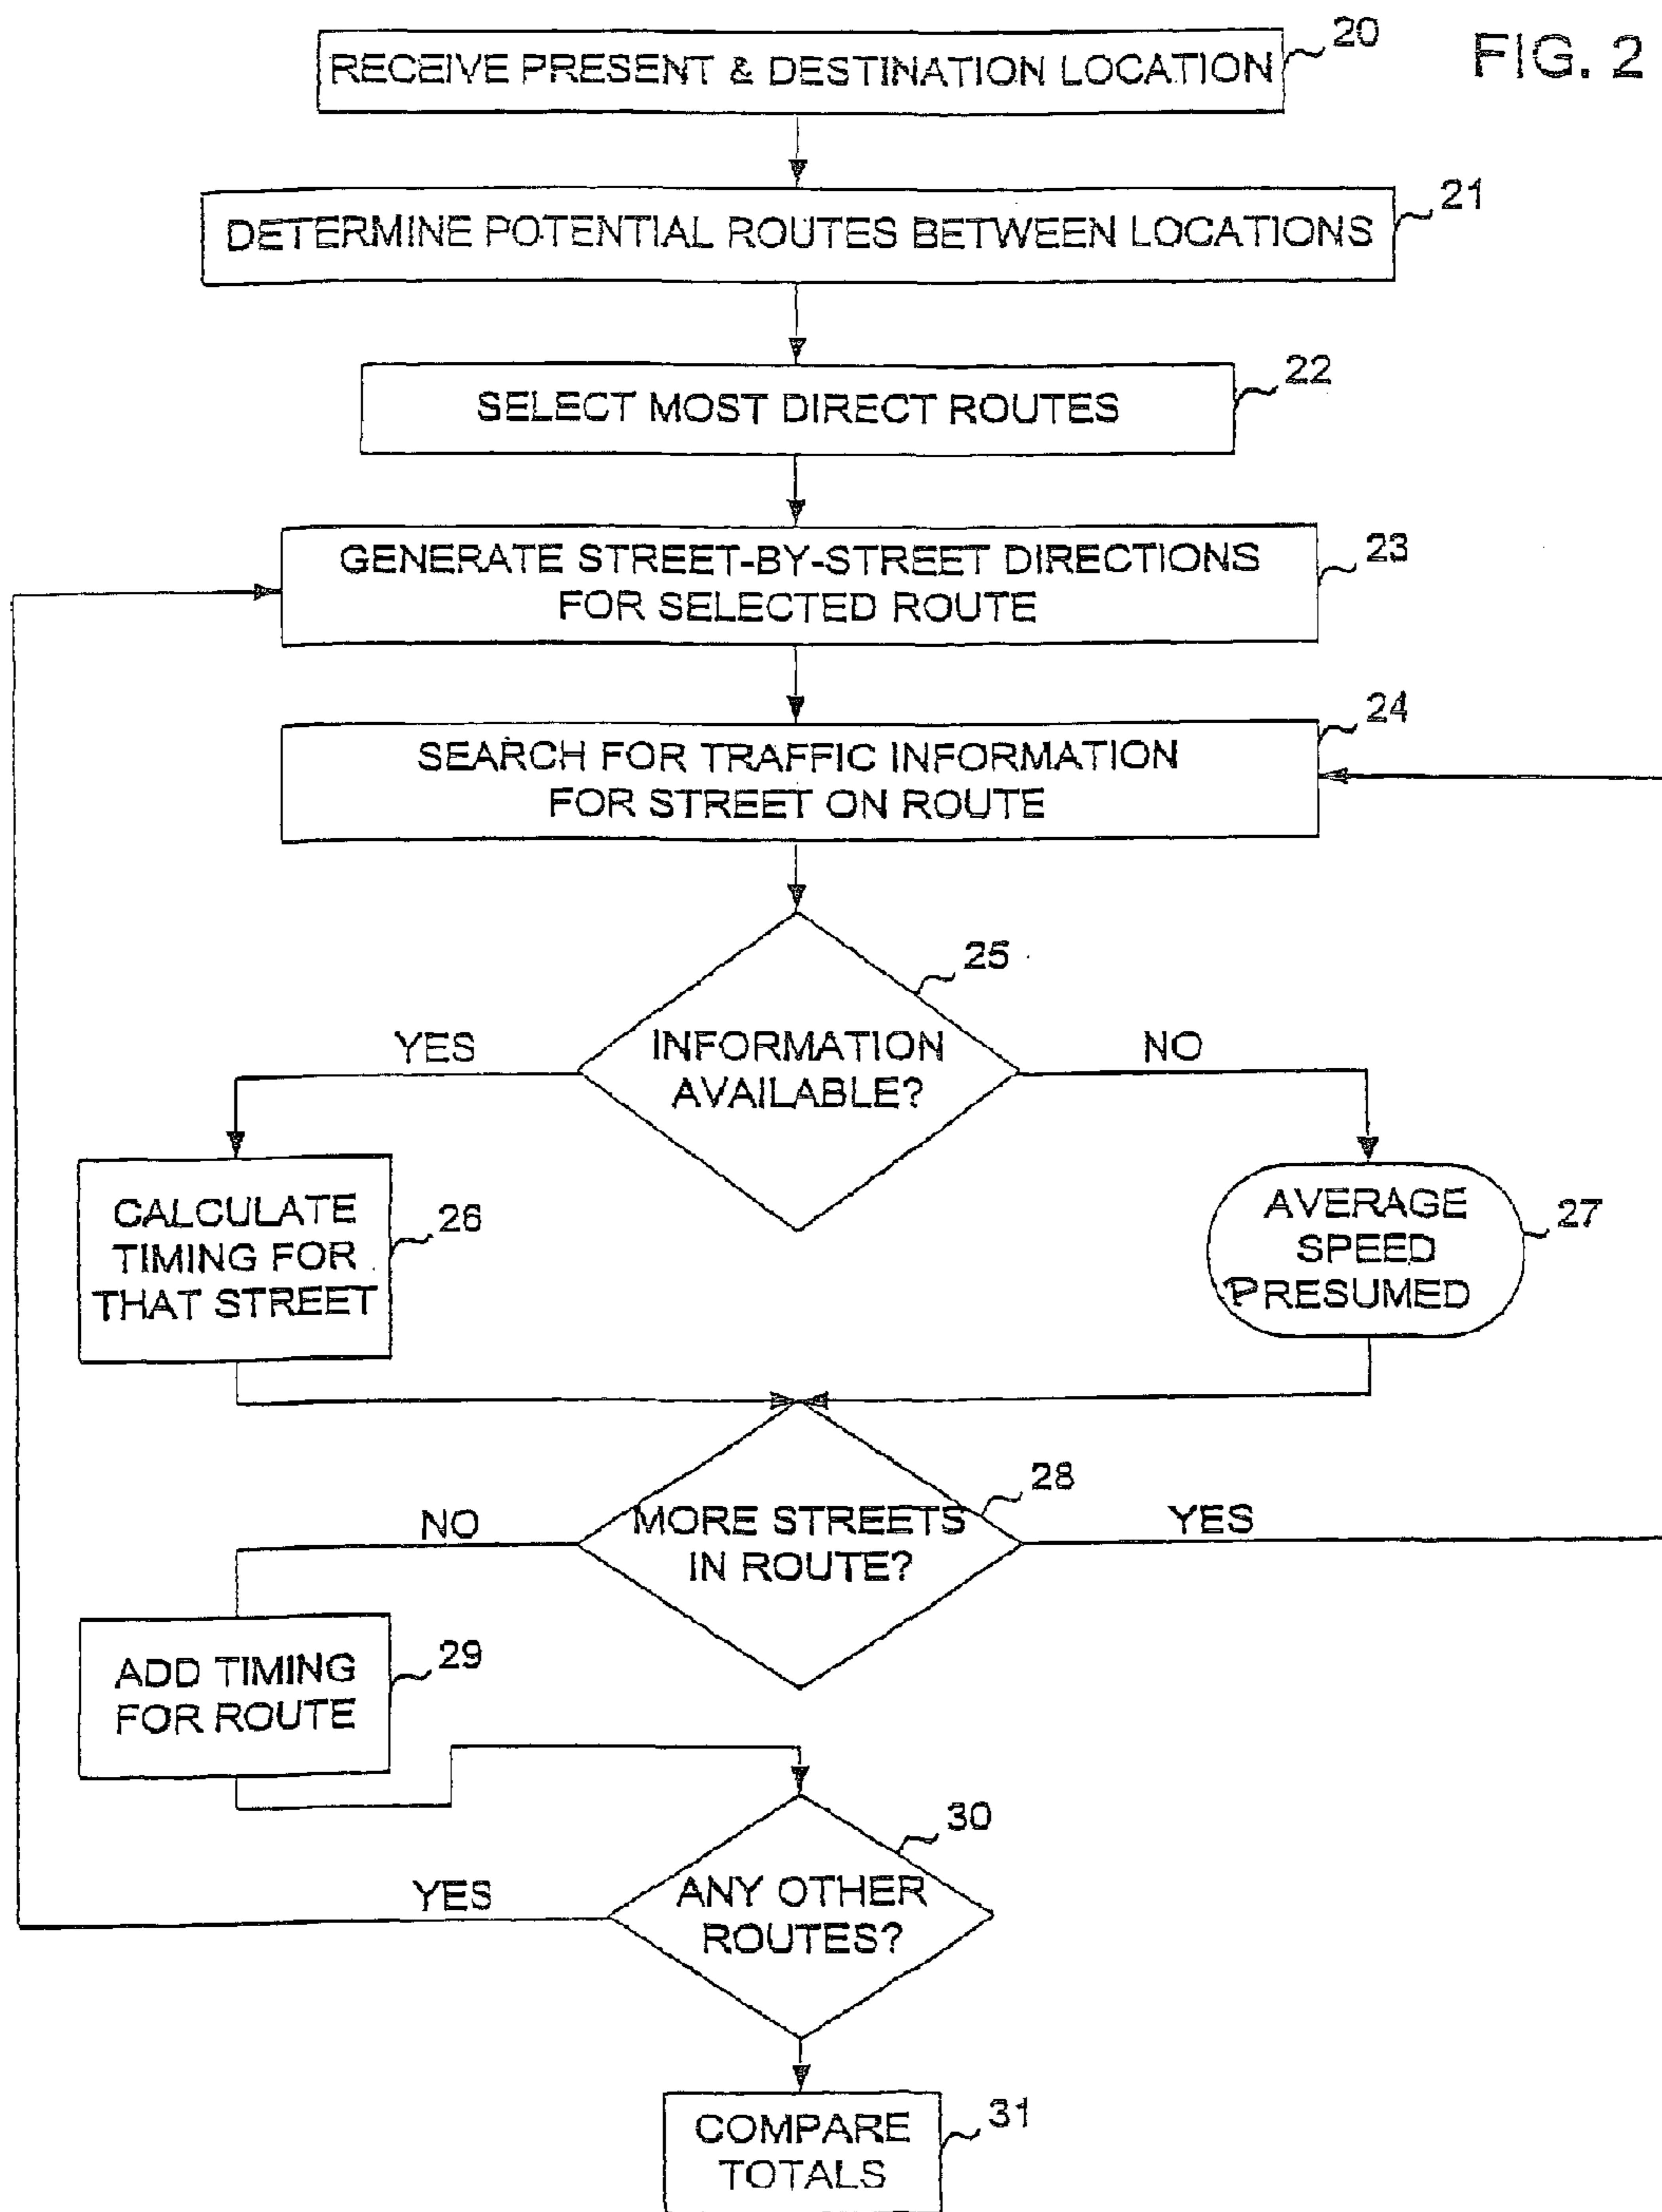 FIG. 2
RECEIVE PRESENT & DESTINATION LOCATION
20
DETERMINE POTENTIAL ROUTES BETWEEN LOCATIONS
21
SELECT MOST DIRECT ROUTES
22
GENERATE STREET-BY-STREET DIRECTIONS
FOR SELECTED ROUTE
23
SEARCH FOR TRAFFIC INFORMATION
FOR STREET ON ROUTE
24
25
INFORMATION
AVAILABLE?
YES
NO
CALCULATE
TIMING FOR
THAT STREET
26
AVERAGE
SPEED
PRESUMED
27
28
MORE STREETS
IN ROUTE?
NO
YES
ADD TIMING
FOR ROUTE
29
30
ANY OTHER
ROUTES?
YES
COMPARE
TOTALS
31